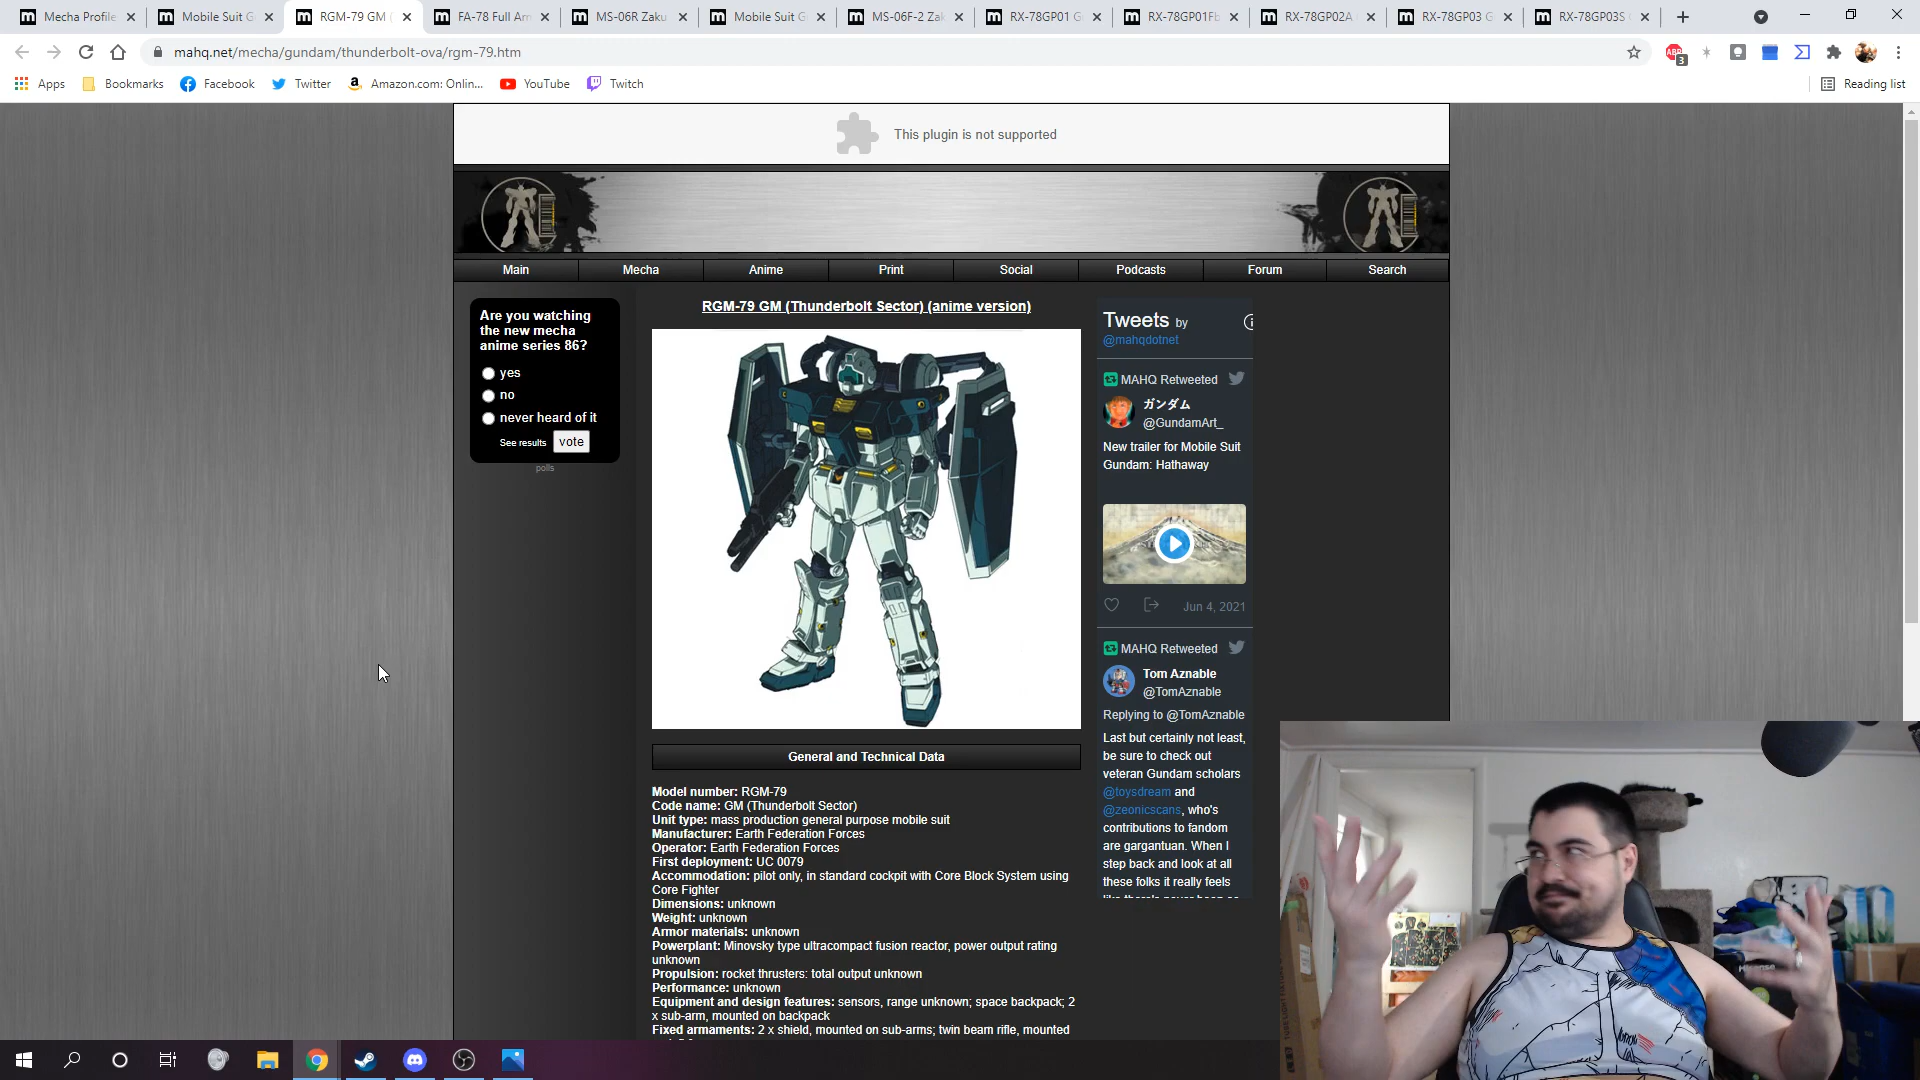 Mecha Profile
Mobile Suit G
RGM-79 GM (
FA-78 Full Arm
MS-06R Zaku
Mobile Suit G
MS-06F-2 Zak
RX-78GP01 G
RX-78GP01Fb
RX-78GP02A
RX-78GP03 G
RX-78GP03S
mahq.net/mecha/gundam/thunderbolt-ova/rgm-79.htm
ABP
3
Apps
Bookmarks
Facebook
Twitter
Amazon.com: Onlin...
YouTube
Twitch
Reading list
This plugin is not supported
Main
Mecha
Anime
Print
Social
Podcasts
Forum
Search
Are you watching
the new mecha
anime series 86?
yes
no
never heard of it
See results
vote
polls
RGM-79 GM (Thunderbolt Sector) (anime version)
General and Technical Data
Model number: RGM-79
Code name: GM (Thunderbolt Sector)
Unit type: mass production general purpose mobile suit
Manufacturer: Earth Federation Forces
Operator: Earth Federation Forces
First deployment: UC 0079
Accommodation: pilot only, in standard cockpit with Core Block System using
Core Fighter
Dimensions: unknown
Weight: unknown
Armor materials: unknown
Powerplant: Minovsky type ultracompact fusion reactor, power output rating
unknown
Propulsion: rocket thrusters: total output unknown
Performance: unknown
Equipment and design features: sensors, range unknown; space backpack; 2
x sub-arm, mounted on backpack
Fixed armaments: 2 x shield, mounted on sub-arms; twin beam rifle, mounted
Tweets by
@mahqdotnet
MAHQ Retweeted
ガンダム
@GundamArt_
New trailer for Mobile Suit
Gundam: Hathaway
Jun 4, 2021
MAHQ Retweeted
Tom Aznable
@TomAznable
Replying to @TomAznable
Last but certainly not least,
be sure to check out
veteran Gundam scholars
@toysdream and
@zeonicscans, who's
contributions to fandom
are gargantuan. When I
step back and look at all
these folks it really feels